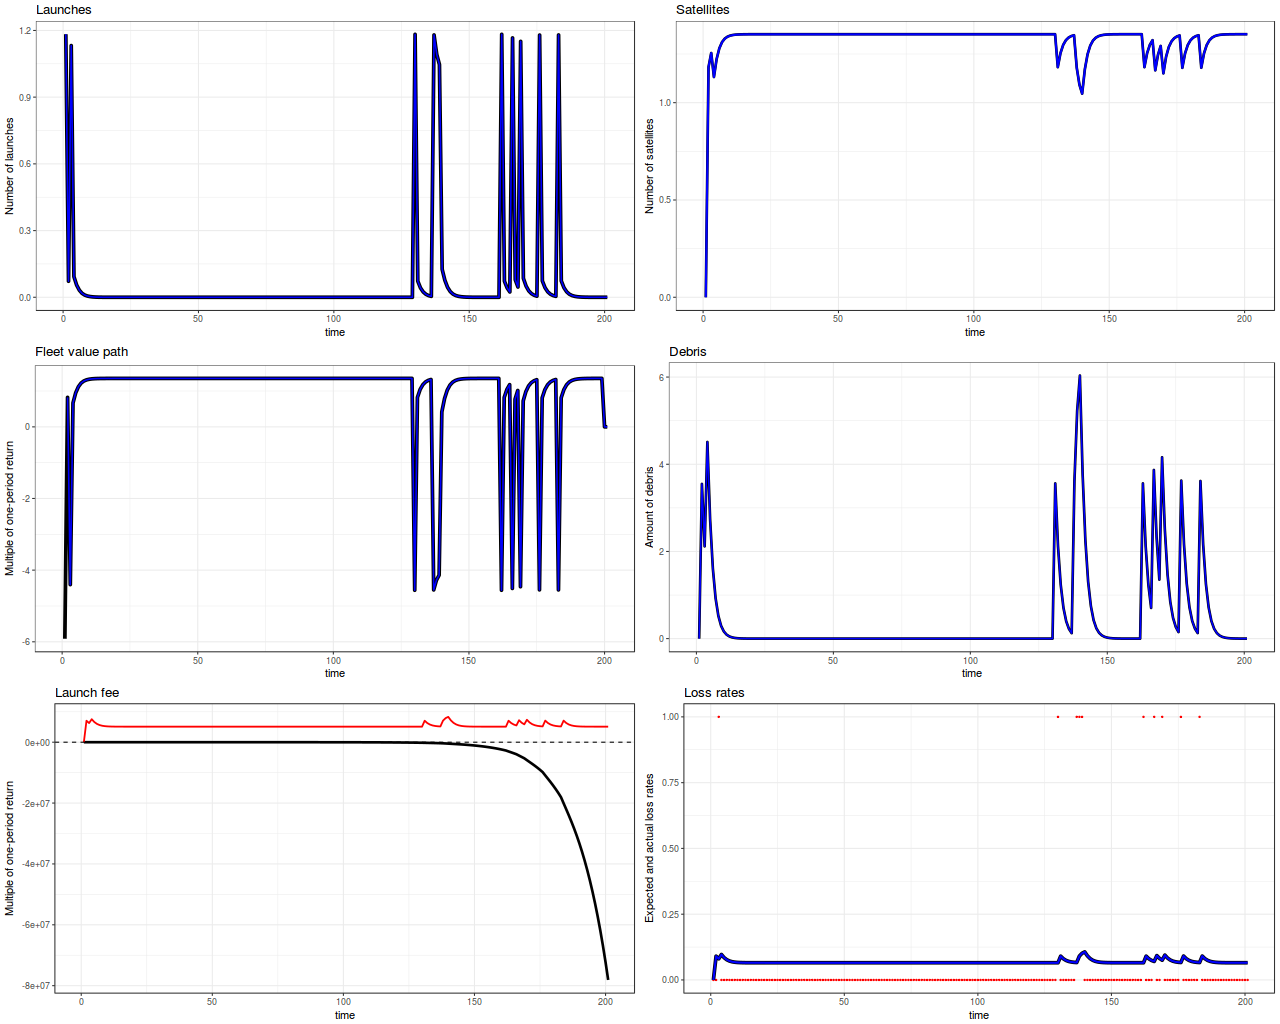 Launches
Number of launches
1.2
0.9
0.6
0.3
0.0
0 50 100 150 200
time
Satellites
Number of satellites
1.0
0.5
0.0
0 50 100 150 200
time
Fleet value path
Multiple of one-period return
0
-2
-4
-6
0 50 100 150 200
time
Debris
Amount of debris
6
4
2
0
0 50 100 150 200
time
Launch fee
Multiple of one-period return
0e+00
-2e+07
-4e+07
-6e+07
-8e+07
0 50 100 150 200
time
Loss rates
Expected and actual loss rates
1.00
0.75
0.50
0.25
0.00
0 50 100 150 200
time